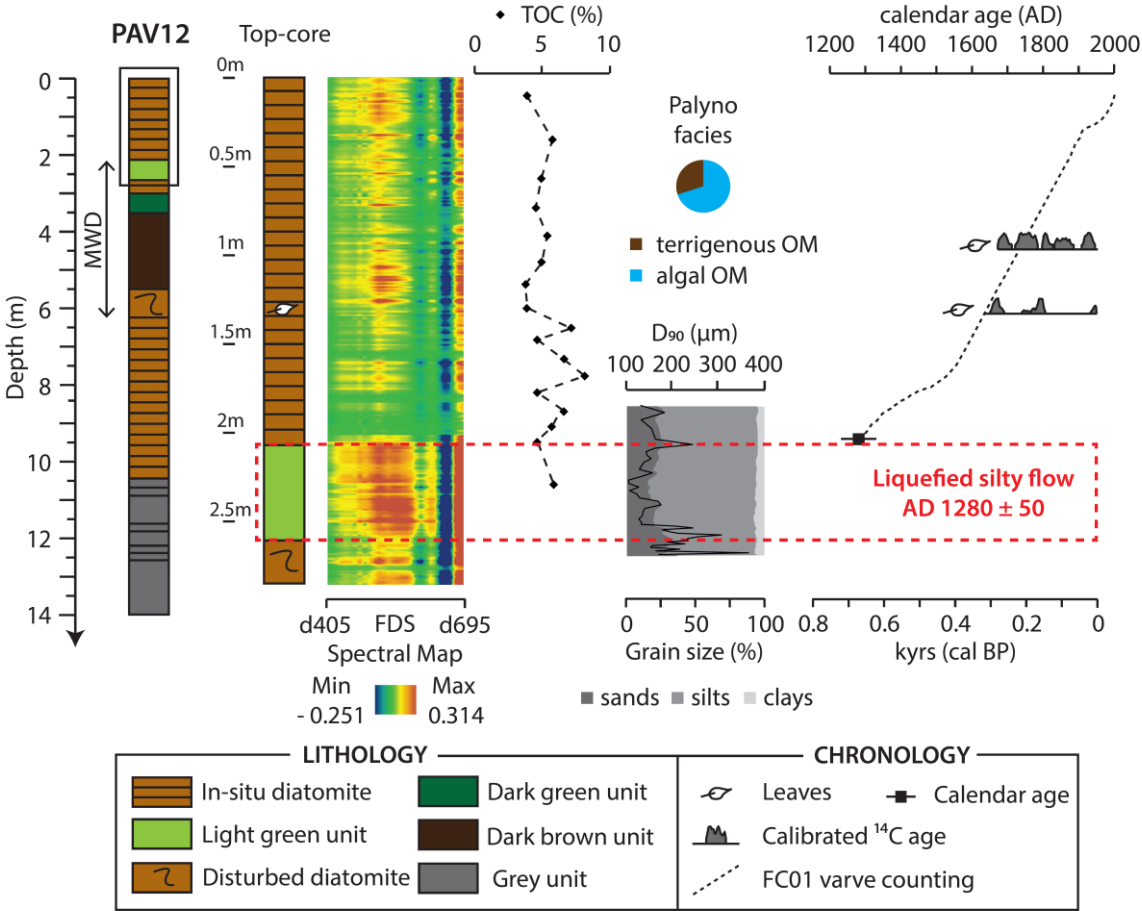 PAV12
Top-core
TOC (%)
0 5 10
calendar age (AD)
1200 1400 1600 1800 2000
0m
0.5m
1m
1.5m
2m
2.5m
0
2
4
6
8
10
12
14
Depth (m)
MWD
Palyno
facies
terrigenous OM
algal OM
D₉₀ (μm)
100 200 300 400
Liquefied silty flow
AD 1280 ± 50
d405 FDS d695
Spectral Map
Min Max
- 0.251 0.314
0 50 100
Grain size (%)
sands silts clays
0.8 0.6 0.4 0.2 0
kyrs (cal BP)
LITHOLOGY
In-situ diatomite
Light green unit
Disturbed diatomite
Dark green unit
Dark brown unit
Grey unit
CHRONOLOGY
Leaves
Calendar age
Calibrated ¹⁴C age
FC01 varve counting